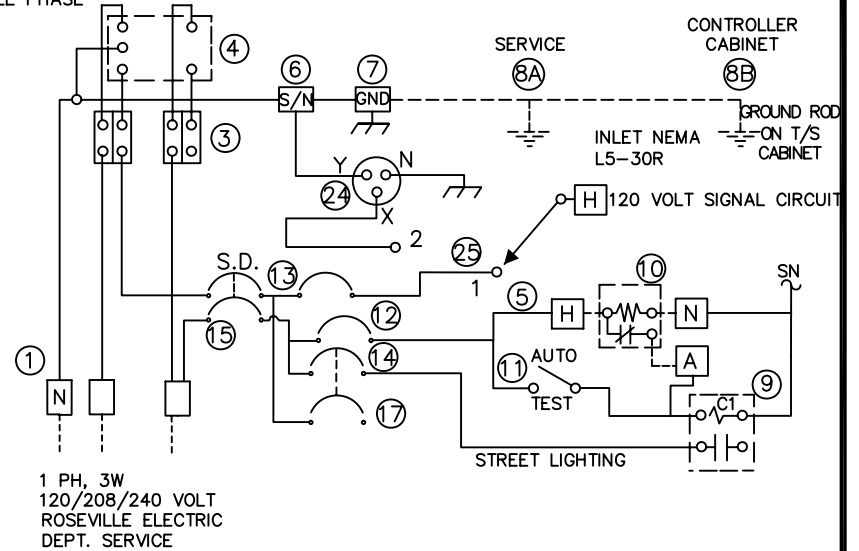 LE PHASE
4
SERVICE
8A
CONTROLLER
CABINET
8B
6
7
S/N
GND
3
GROUND ROD
ON T/S
CABINET
INLET NEMA
L5-30R
Y
N
24
X
2
H
120 VOLT SIGNAL CIRCUIT
25
1
S.D.
13
10
SN
5
H
N
12
15
1
14
11
AUTO
TEST
A
9
C1
N
17
STREET LIGHTING
1 PH, 3W
120/208/240 VOLT
ROSEVILLE ELECTRIC
DEPT. SERVICE